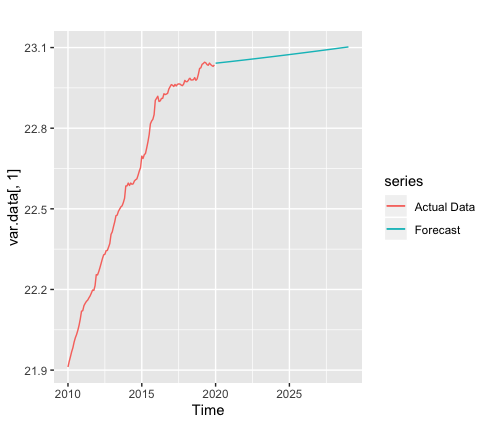 23.1
22.8
22.5
22.2
21.9
var.data[, 1]
2010 2015 2020 2025
Time
series
Actual Data
Forecast